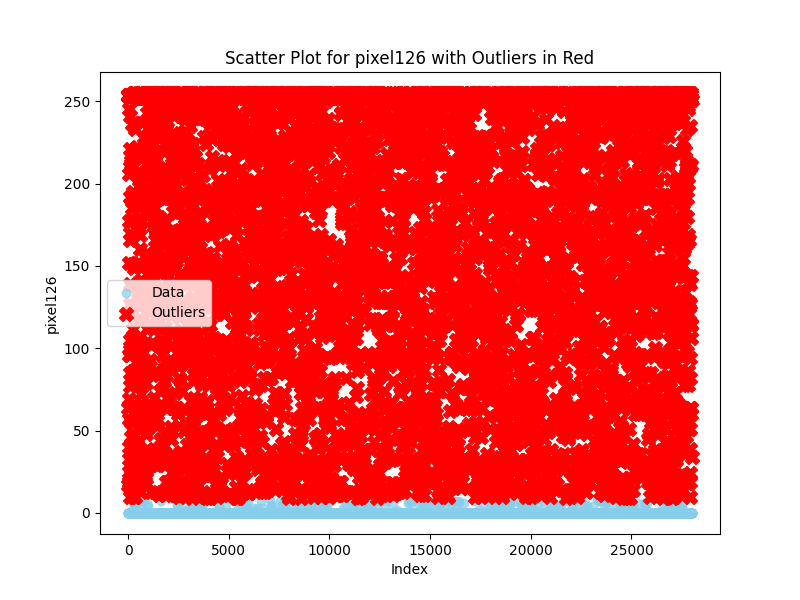 Scatter Plot for pixel126 with Outliers in Red
250
200
150
100
50
0
pixel126
Data
Outliers
0
5000
10000
15000
20000
25000
Index